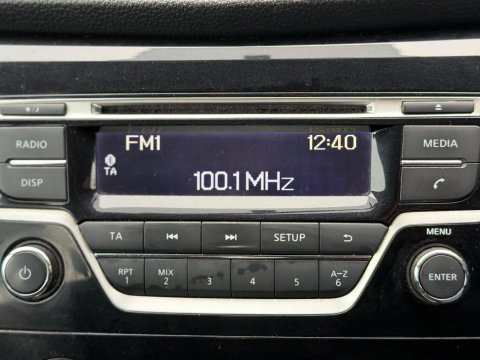 FM1 12:40
TA
100.1 MHz
RADIO
MEDIA
DISP
TA
SETUP
MENU
RPT
1
MIX
2
3
4
5
A-Z
6
ENTER